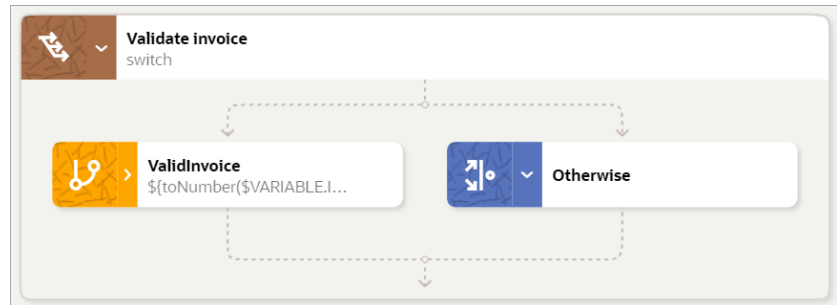 Validate invoice
switch
ValidInvoice
${toNumber($VARIABLE.I...
Otherwise